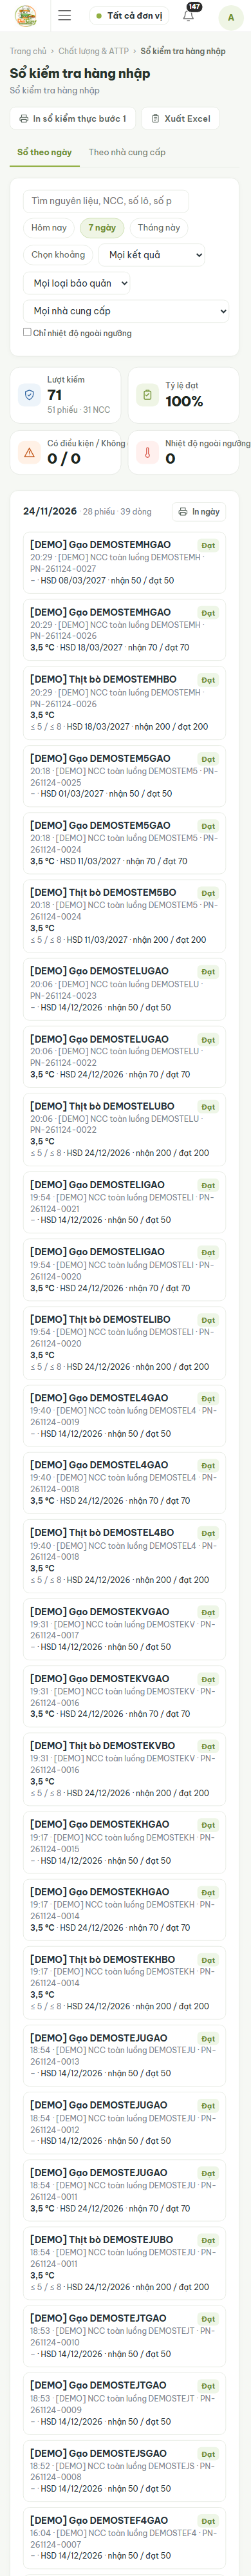 Tất cả đơn vị
147
A
Trang chủ › Chất lượng & ATTP › Sổ kiểm tra hàng nhập
Sổ kiểm tra hàng nhập
Sổ kiểm tra hàng nhập
In sổ kiểm thực bước 1
Xuất Excel
Sổ theo ngày
Theo nhà cung cấp
Tìm nguyên liệu, NCC, số lô, số p
Hôm nay
7 ngày
Tháng này
Chọn khoảng
Mọi kết quả
Mọi loại bảo quản
Mọi nhà cung cấp
Chỉ nhiệt độ ngoài ngưỡng
Lượt kiểm
71
51 phiếu · 31 NCC
Tỷ lệ đạt
100%
Có điều kiện / Không
0 / 0
Nhiệt độ ngoài ngưỡng
0
24/11/2026 · 28 phiếu · 39 dòng
In ngày
[DEMO] Gạo DEMOSTEMHGAO
Đạt
20:29 · [DEMO] NCC toàn luồng DEMOSTEMH ·
PN-261124-0027
– · HSD 08/03/2027 · nhận 50 / đạt 50
[DEMO] Gạo DEMOSTEMHGAO
Đạt
20:29 · [DEMO] NCC toàn luồng DEMOSTEMH ·
PN-261124-0026
3,5 °C · HSD 18/03/2027 · nhận 70 / đạt 70
[DEMO] Thịt bò DEMOSTEMHBO
Đạt
20:29 · [DEMO] NCC toàn luồng DEMOSTEMH ·
PN-261124-0026
3,5 °C
≤ 5 / ≤ 8 · HSD 18/03/2027 · nhận 200 / đạt 200
[DEMO] Gạo DEMOSTEM5GAO
Đạt
20:18 · [DEMO] NCC toàn luồng DEMOSTEM5 · PN-
261124-0025
– · HSD 01/03/2027 · nhận 50 / đạt 50
[DEMO] Gạo DEMOSTEM5GAO
Đạt
20:18 · [DEMO] NCC toàn luồng DEMOSTEM5 · PN-
261124-0024
3,5 °C · HSD 11/03/2027 · nhận 70 / đạt 70
[DEMO] Thịt bò DEMOSTEM5BO
Đạt
20:18 · [DEMO] NCC toàn luồng DEMOSTEM5 · PN-
261124-0024
3,5 °C
≤ 5 / ≤ 8 · HSD 11/03/2027 · nhận 200 / đạt 200
[DEMO] Gạo DEMOSTELUGAO
Đạt
20:06 · [DEMO] NCC toàn luồng DEMOSTELU ·
PN-261124-0023
– · HSD 14/12/2026 · nhận 50 / đạt 50
[DEMO] Gạo DEMOSTELUGAO
Đạt
20:06 · [DEMO] NCC toàn luồng DEMOSTELU ·
PN-261124-0022
3,5 °C · HSD 24/12/2026 · nhận 70 / đạt 70
[DEMO] Thịt bò DEMOSTELUBO
Đạt
20:06 · [DEMO] NCC toàn luồng DEMOSTELU ·
PN-261124-0022
3,5 °C
≤ 5 / ≤ 8 · HSD 24/12/2026 · nhận 200 / đạt 200
[DEMO] Gạo DEMOSTELIGAO
Đạt
19:54 · [DEMO] NCC toàn luồng DEMOSTELI · PN-
261124-0021
– · HSD 14/12/2026 · nhận 50 / đạt 50
[DEMO] Gạo DEMOSTELIGAO
Đạt
19:54 · [DEMO] NCC toàn luồng DEMOSTELI · PN-
261124-0020
3,5 °C · HSD 24/12/2026 · nhận 70 / đạt 70
[DEMO] Thịt bò DEMOSTELIBO
Đạt
19:54 · [DEMO] NCC toàn luồng DEMOSTELI · PN-
261124-0020
3,5 °C
≤ 5 / ≤ 8 · HSD 24/12/2026 · nhận 200 / đạt 200
[DEMO] Gạo DEMOSTEL4GAO
Đạt
19:40 · [DEMO] NCC toàn luồng DEMOSTEL4 · PN-
261124-0019
– · HSD 14/12/2026 · nhận 50 / đạt 50
[DEMO] Gạo DEMOSTEL4GAO
Đạt
19:40 · [DEMO] NCC toàn luồng DEMOSTEL4 · PN-
261124-0018
3,5 °C · HSD 24/12/2026 · nhận 70 / đạt 70
[DEMO] Thịt bò DEMOSTEL4BO
Đạt
19:40 · [DEMO] NCC toàn luồng DEMOSTEL4 · PN-
261124-0018
3,5 °C
≤ 5 / ≤ 8 · HSD 24/12/2026 · nhận 200 / đạt 200
[DEMO] Gạo DEMOSTEKVGAO
Đạt
19:31 · [DEMO] NCC toàn luồng DEMOSTEKV · PN-
261124-0017
– · HSD 14/12/2026 · nhận 50 / đạt 50
[DEMO] Gạo DEMOSTEKVGAO
Đạt
19:31 · [DEMO] NCC toàn luồng DEMOSTEKV · PN-
261124-0016
3,5 °C · HSD 24/12/2026 · nhận 70 / đạt 70
[DEMO] Thịt bò DEMOSTEKVBO
Đạt
19:31 · [DEMO] NCC toàn luồng DEMOSTEKV · PN-
261124-0016
3,5 °C
≤ 5 / ≤ 8 · HSD 24/12/2026 · nhận 200 / đạt 200
[DEMO] Gạo DEMOSTEKHGAO
Đạt
19:17 · [DEMO] NCC toàn luồng DEMOSTEKH · PN-
261124-0015
– · HSD 14/12/2026 · nhận 50 / đạt 50
[DEMO] Gạo DEMOSTEKHGAO
Đạt
19:17 · [DEMO] NCC toàn luồng DEMOSTEKH · PN-
261124-0014
3,5 °C · HSD 24/12/2026 · nhận 70 / đạt 70
[DEMO] Thịt bò DEMOSTEKHBO
Đạt
19:17 · [DEMO] NCC toàn luồng DEMOSTEKH · PN-
261124-0014
3,5 °C
≤ 5 / ≤ 8 · HSD 24/12/2026 · nhận 200 / đạt 200
[DEMO] Gạo DEMOSTEJUGAO
Đạt
18:54 · [DEMO] NCC toàn luồng DEMOSTEJU · PN-
261124-0013
– · HSD 14/12/2026 · nhận 50 / đạt 50
[DEMO] Gạo DEMOSTEJUGAO
Đạt
18:54 · [DEMO] NCC toàn luồng DEMOSTEJU · PN-
261124-0012
– · HSD 14/12/2026 · nhận 50 / đạt 50
[DEMO] Gạo DEMOSTEJUGAO
Đạt
18:54 · [DEMO] NCC toàn luồng DEMOSTEJU · PN-
261124-0011
3,5 °C · HSD 24/12/2026 · nhận 70 / đạt 70
[DEMO] Thịt bò DEMOSTEJUBO
Đạt
18:54 · [DEMO] NCC toàn luồng DEMOSTEJU · PN-
261124-0011
3,5 °C
≤ 5 / ≤ 8 · HSD 24/12/2026 · nhận 200 / đạt 200
[DEMO] Gạo DEMOSTEJTGAO
Đạt
18:53 · [DEMO] NCC toàn luồng DEMOSTEJT · PN-
261124-0010
– · HSD 14/12/2026 · nhận 50 / đạt 50
[DEMO] Gạo DEMOSTEJTGAO
Đạt
18:53 · [DEMO] NCC toàn luồng DEMOSTEJT · PN-
261124-0009
– · HSD 14/12/2026 · nhận 50 / đạt 50
[DEMO] Gạo DEMOSTEJSGAO
Đạt
18:52 · [DEMO] NCC toàn luồng DEMOSTEJS · PN-
261124-0008
– · HSD 14/12/2026 · nhận 50 / đạt 50
[DEMO] Gạo DEMOSTEF4GAO
Đạt
16:04 · [DEMO] NCC toàn luồng DEMOSTEF4 · PN-
261124-0007
– · HSD 14/12/2026 · nhận 50 / đạt 50